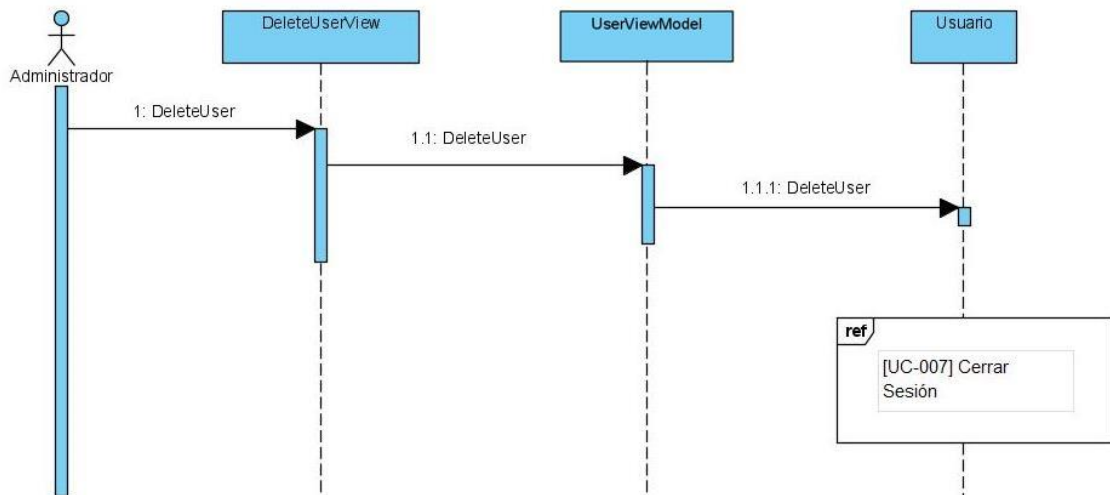 DeleteUserView
UserViewModel
Usuario
Administrador
1: DeleteUser
1.1: DeleteUser
1.1.1: DeleteUser
ref
[UC-007] Cerrar
Sesión